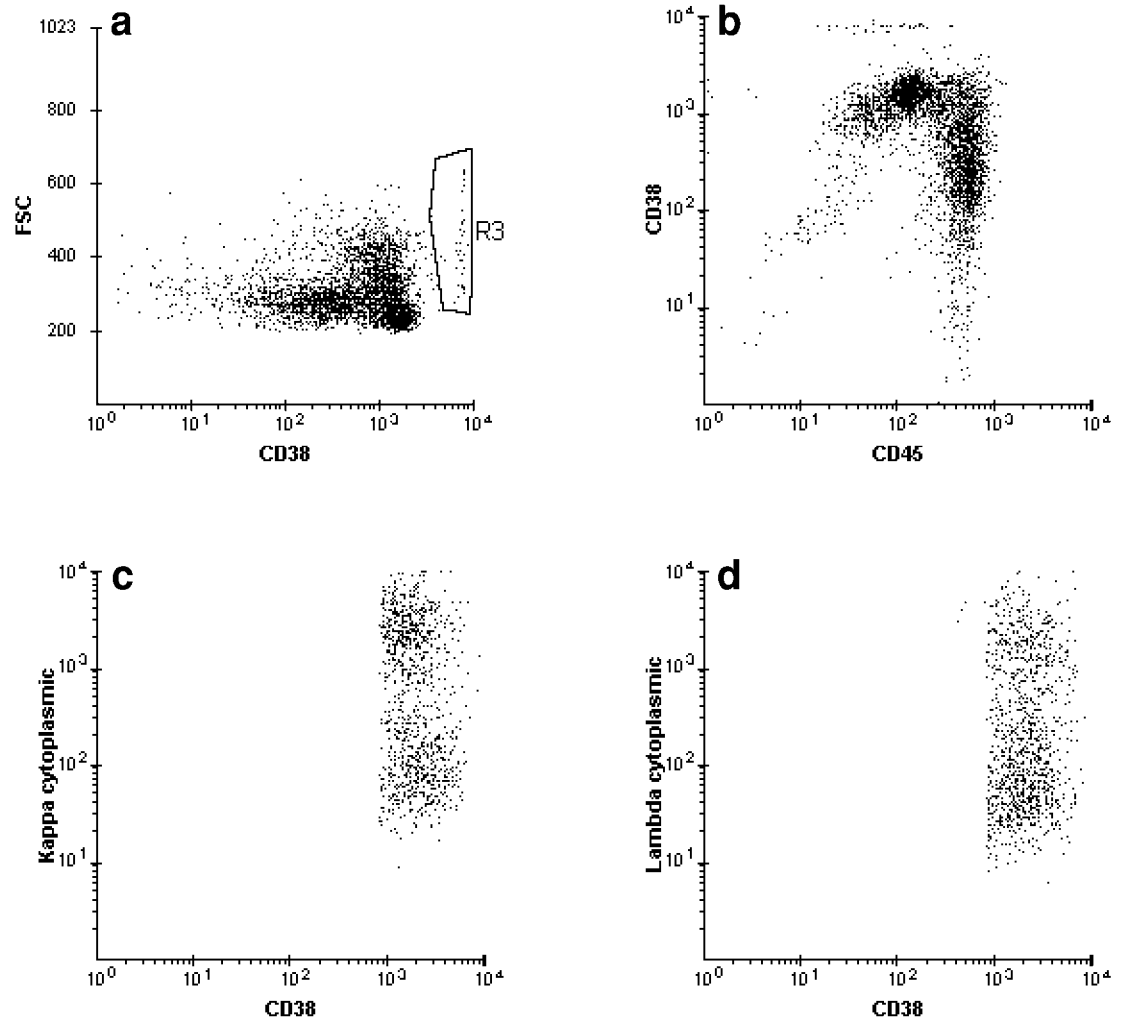 a
1023
800
600
400
200
FSC
R3
10⁰ 10¹ 10² 10³ 10⁴
CD38
b
10⁴
10³
10²
10¹
CD38
10⁰ 10¹ 10² 10³ 10⁴
CD45
c
10⁴
10³
10²
10¹
Kappa cytoplasmic
10⁰ 10¹ 10² 10³ 10⁴
CD38
d
10⁴
10³
10²
10¹
Lambda cytoplasmic
10⁰ 10¹ 10² 10³ 10⁴
CD38